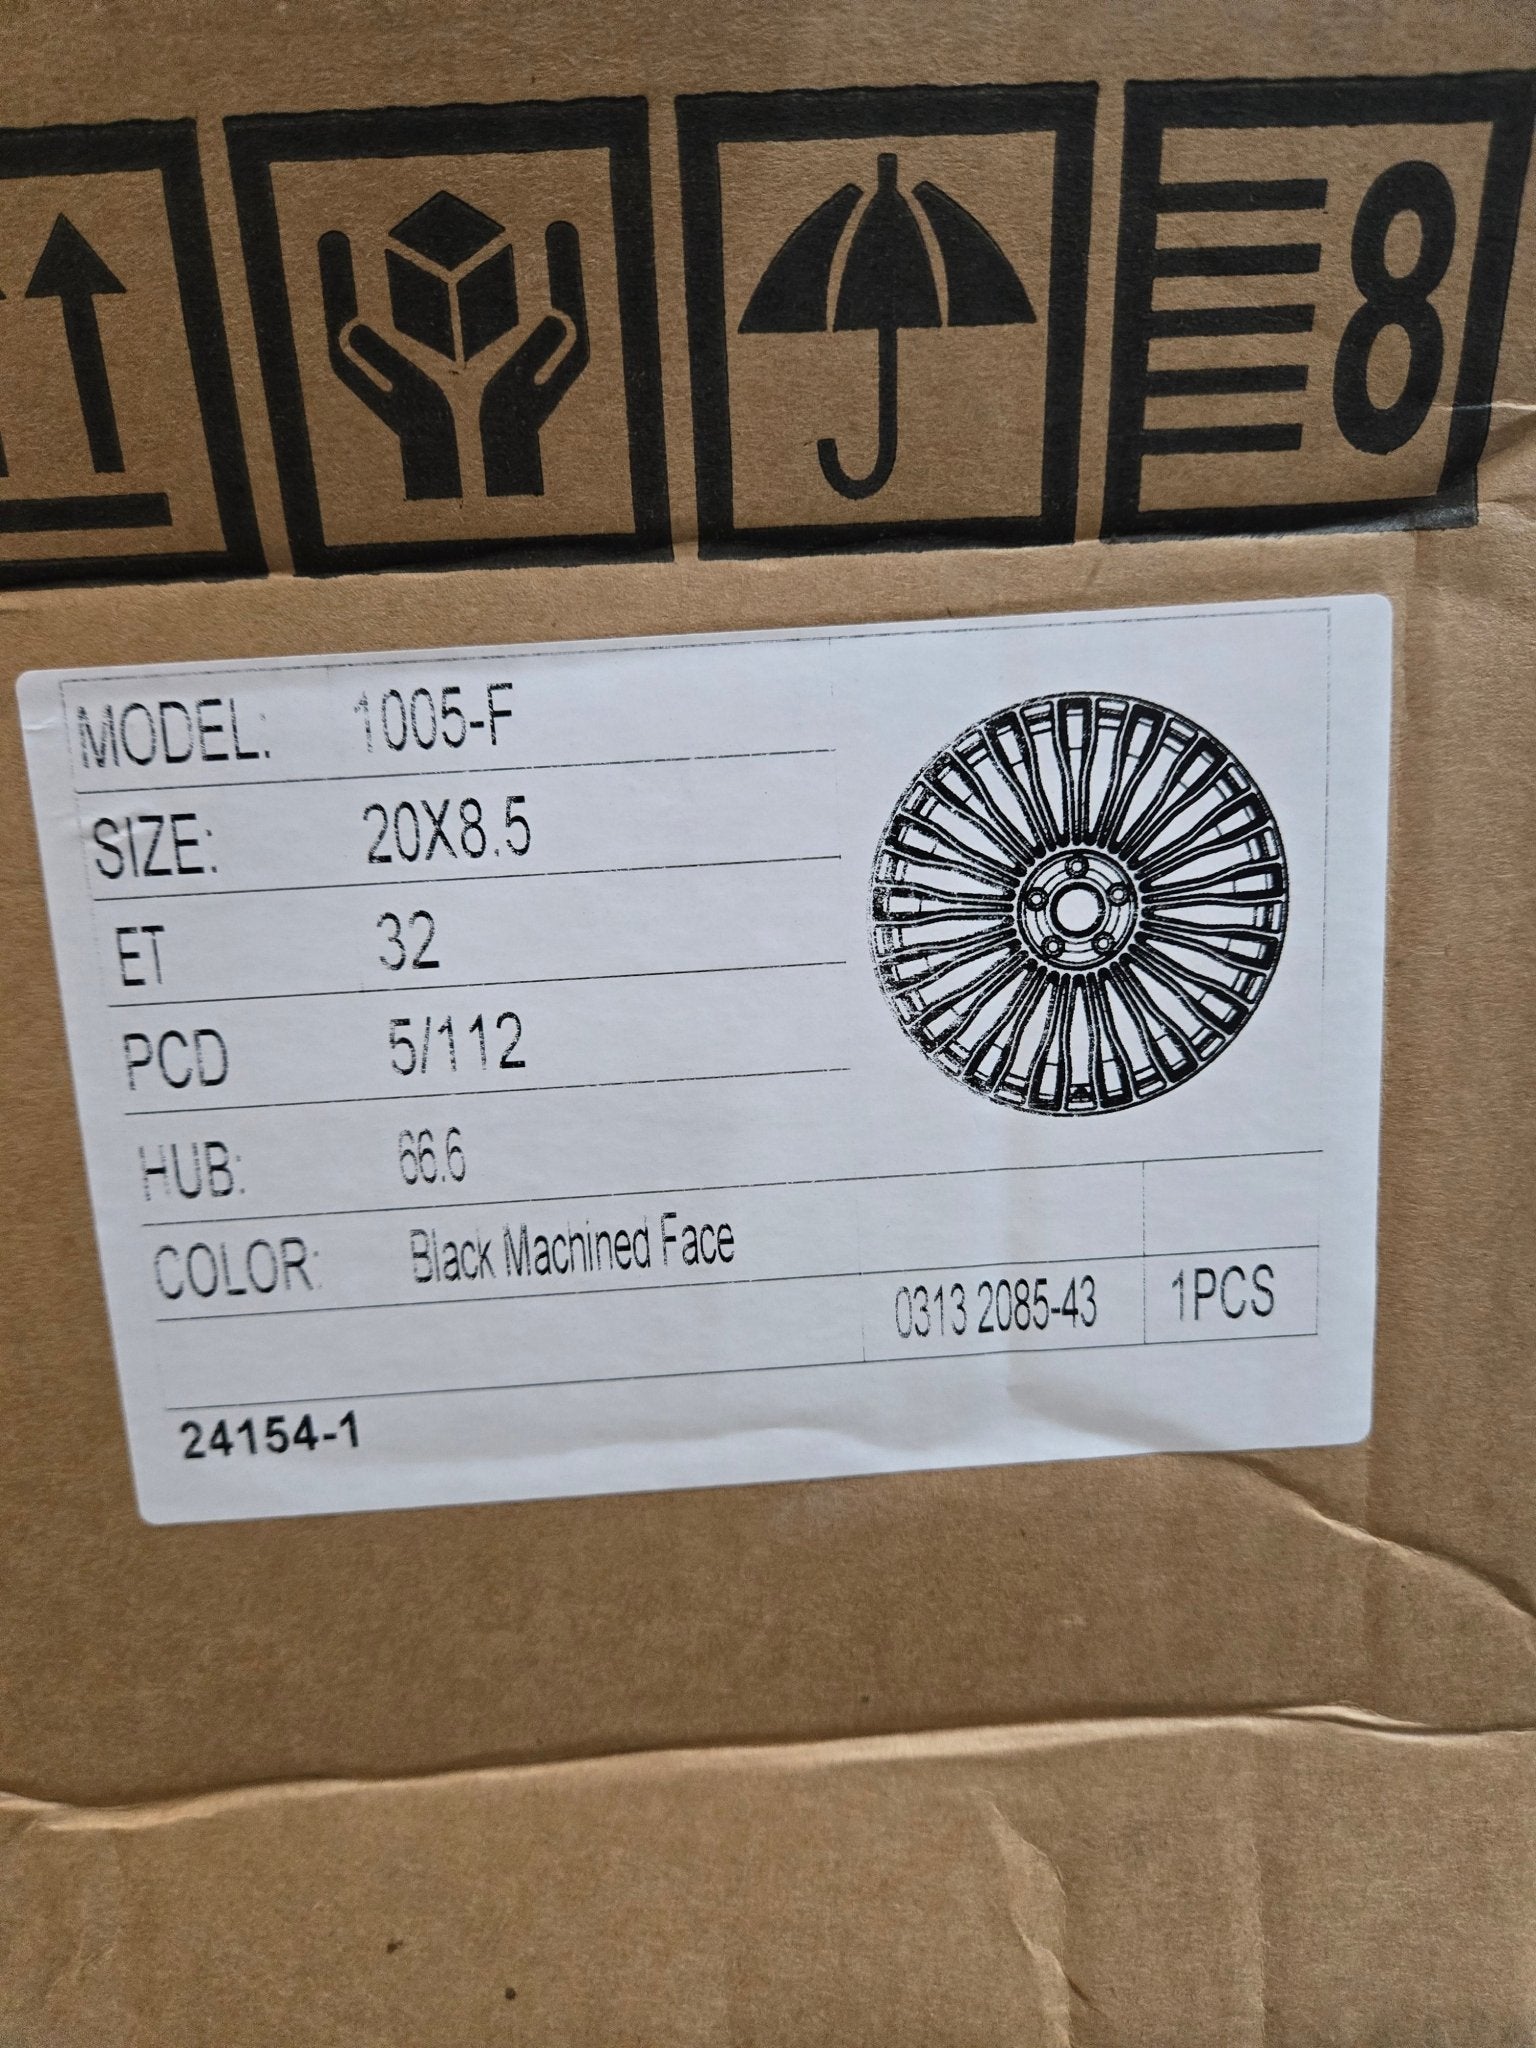 8
MODEL: 1005-F
SIZE: 20X8.5
ET 32
PCD 5/112
HUB: 66.6
COLOR: Black Machined Face
0313 2085-43 1PCS
24154-1